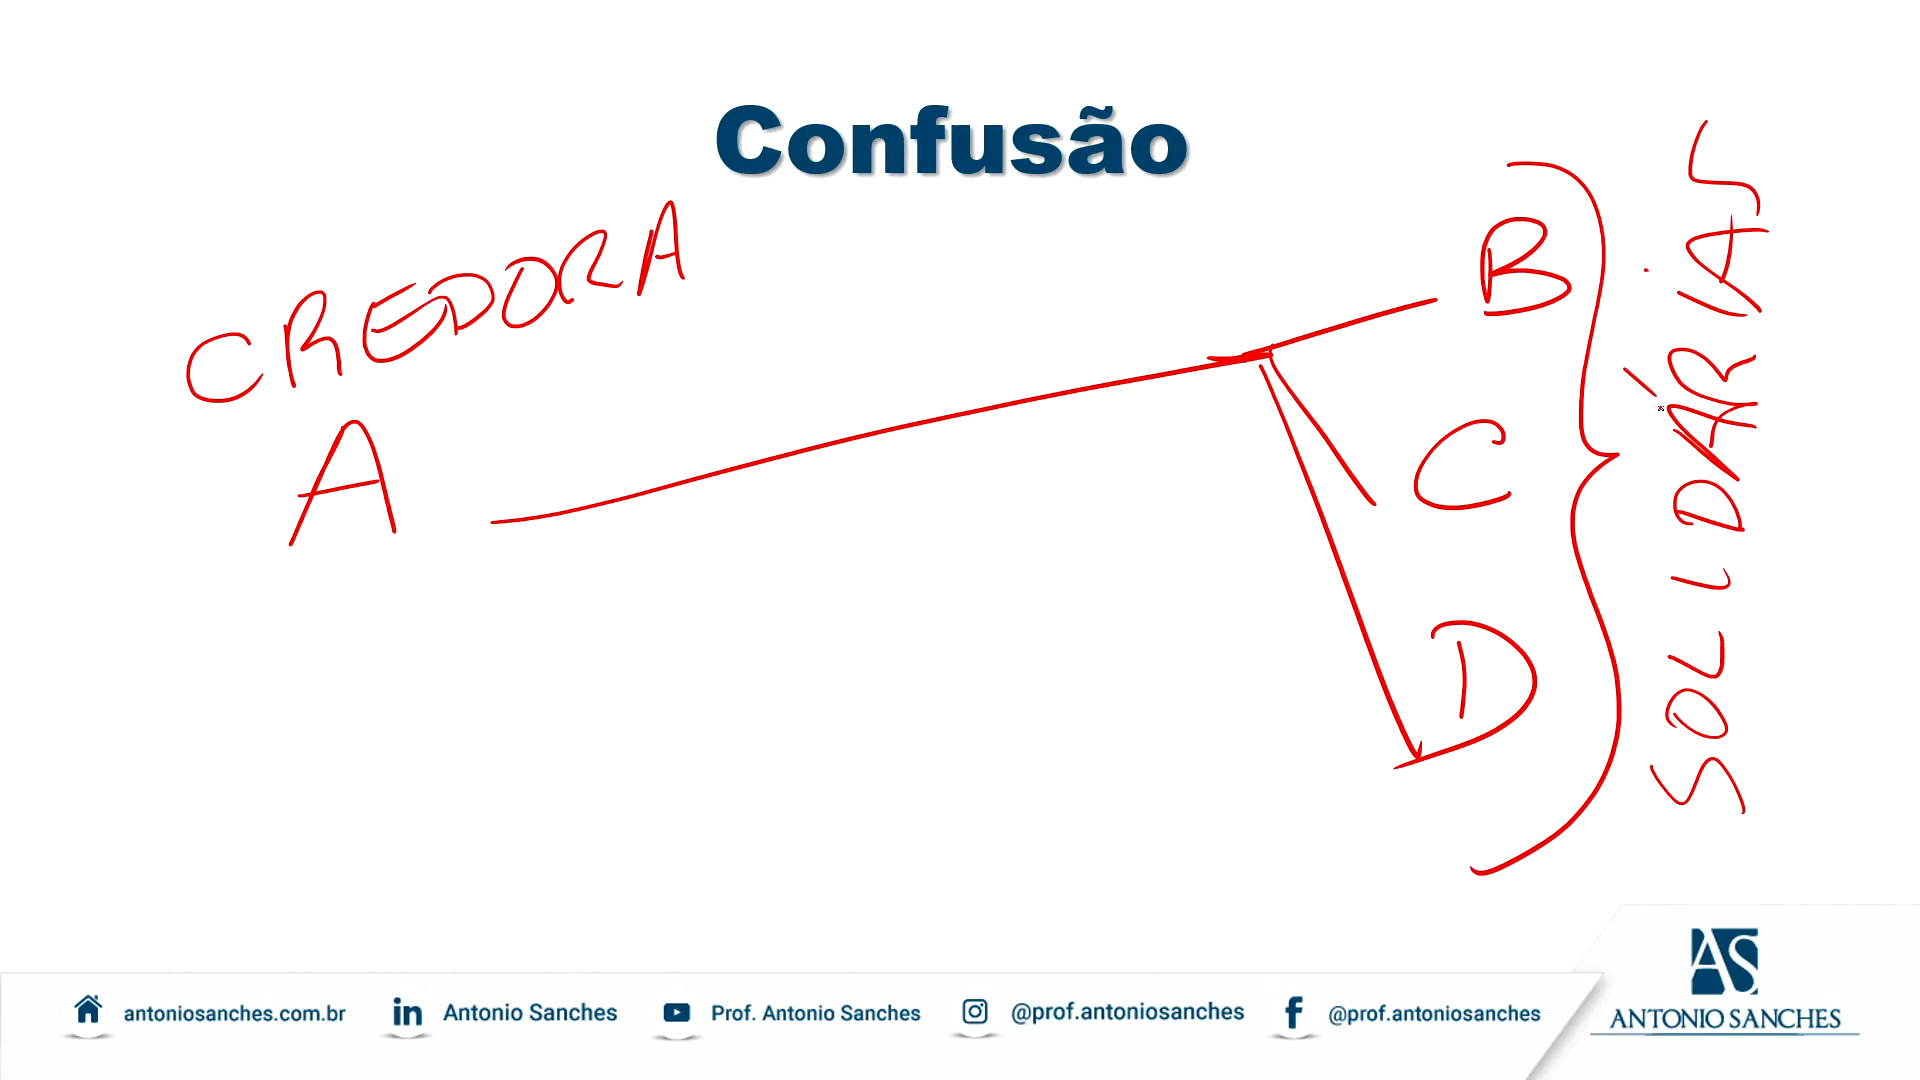 Confusão
CREDORA
A
B
C
D
SOLIDÁRIAS
antoniosanches.com.br
Antonio Sanches
Prof. Antonio Sanches
@prof.antoniosanches
@prof.antoniosanches
AS
ANTONIO SANCHES